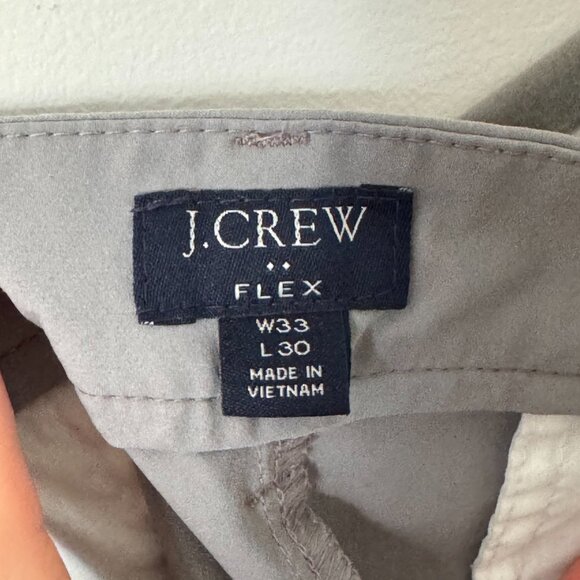 J.CREW
FLEX
W33
L30
MADE IN
VIETNAM